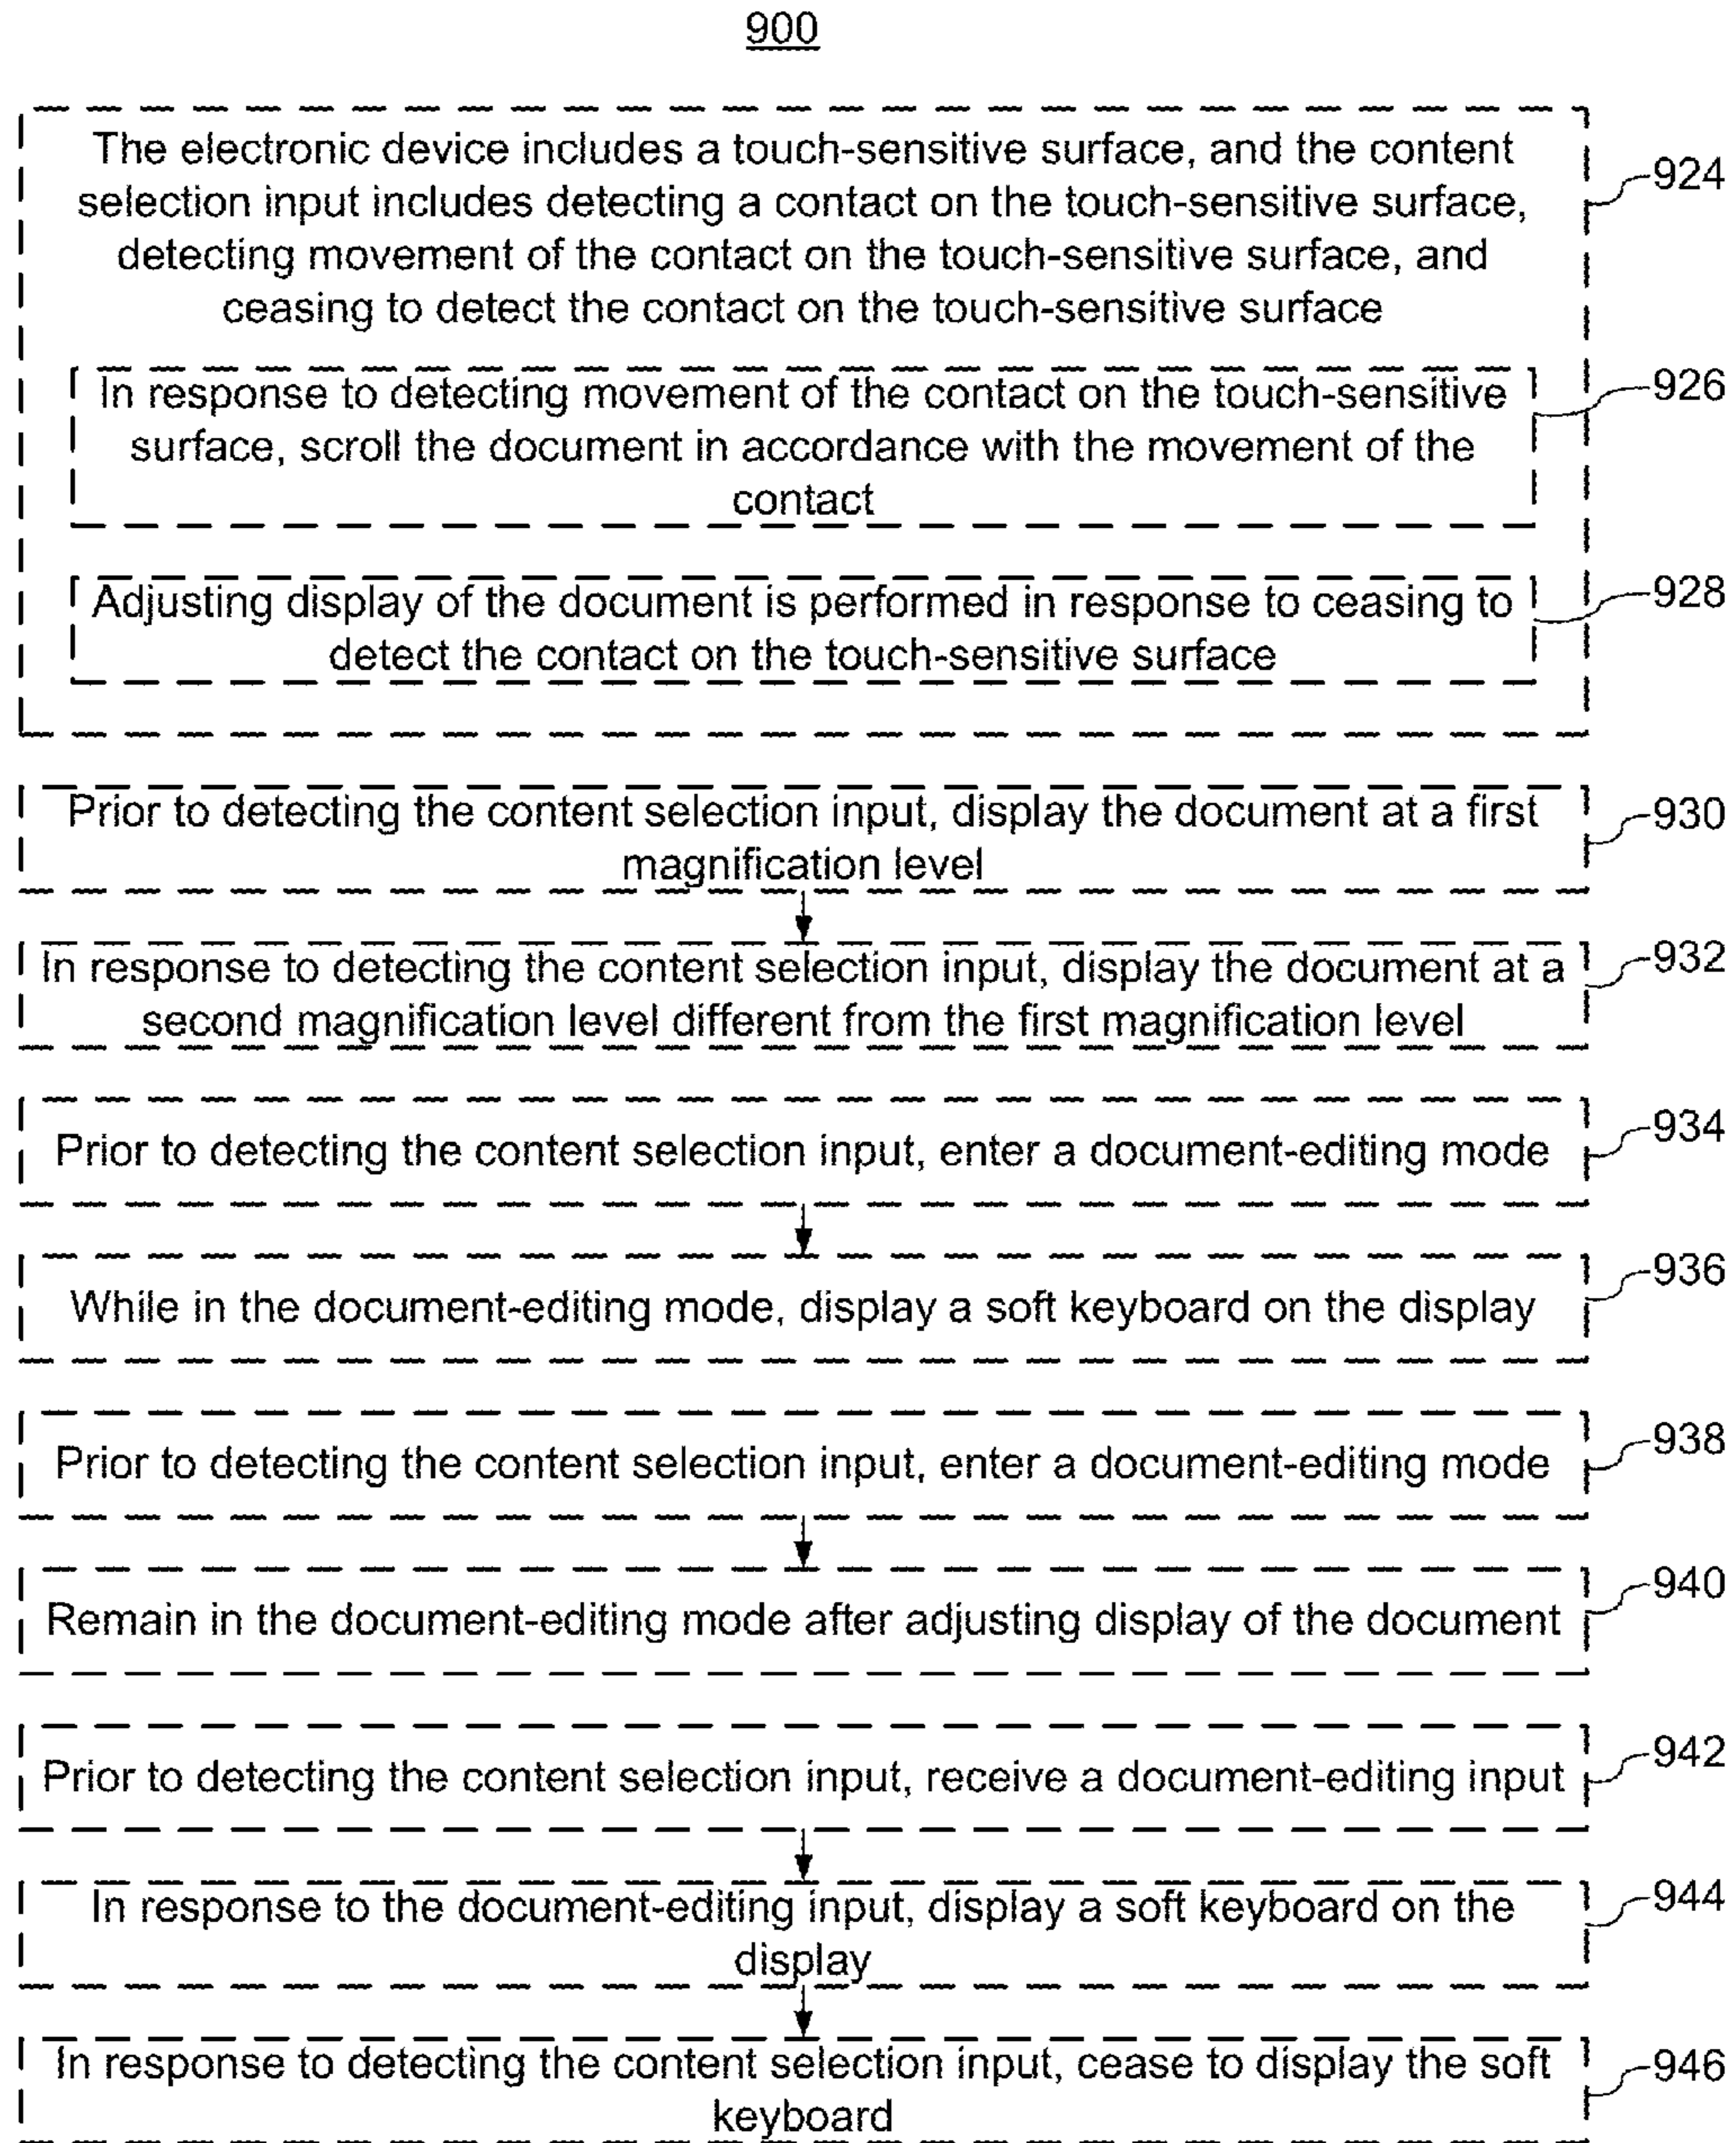 900
The electronic device includes a touch-sensitive surface, and the content
selection input includes detecting a contact on the touch-sensitive surface,
detecting movement of the contact on the touch-sensitive surface, and
ceasing to detect the contact on the touch-sensitive surface
924
In response to detecting movement of the contact on the touch-sensitive
surface, scroll the document in accordance with the movement of the
contact
926
Adjusting display of the document is performed in response to ceasing to
detect the contact on the touch-sensitive surface
928
Prior to detecting the content selection input, display the document at a first
magnification level
930
In response to detecting the content selection input, display the document at a
second magnification level different from the first magnification level
932
Prior to detecting the content selection input, enter a document-editing mode
934
While in the document-editing mode, display a soft keyboard on the display
936
Prior to detecting the content selection input, enter a document-editing mode
938
Remain in the document-editing mode after adjusting display of the document
940
Prior to detecting the content selection input, receive a document-editing input
942
In response to the document-editing input, display a soft keyboard on the
display
944
In response to detecting the content selection input, cease to display the soft
keyboard
946